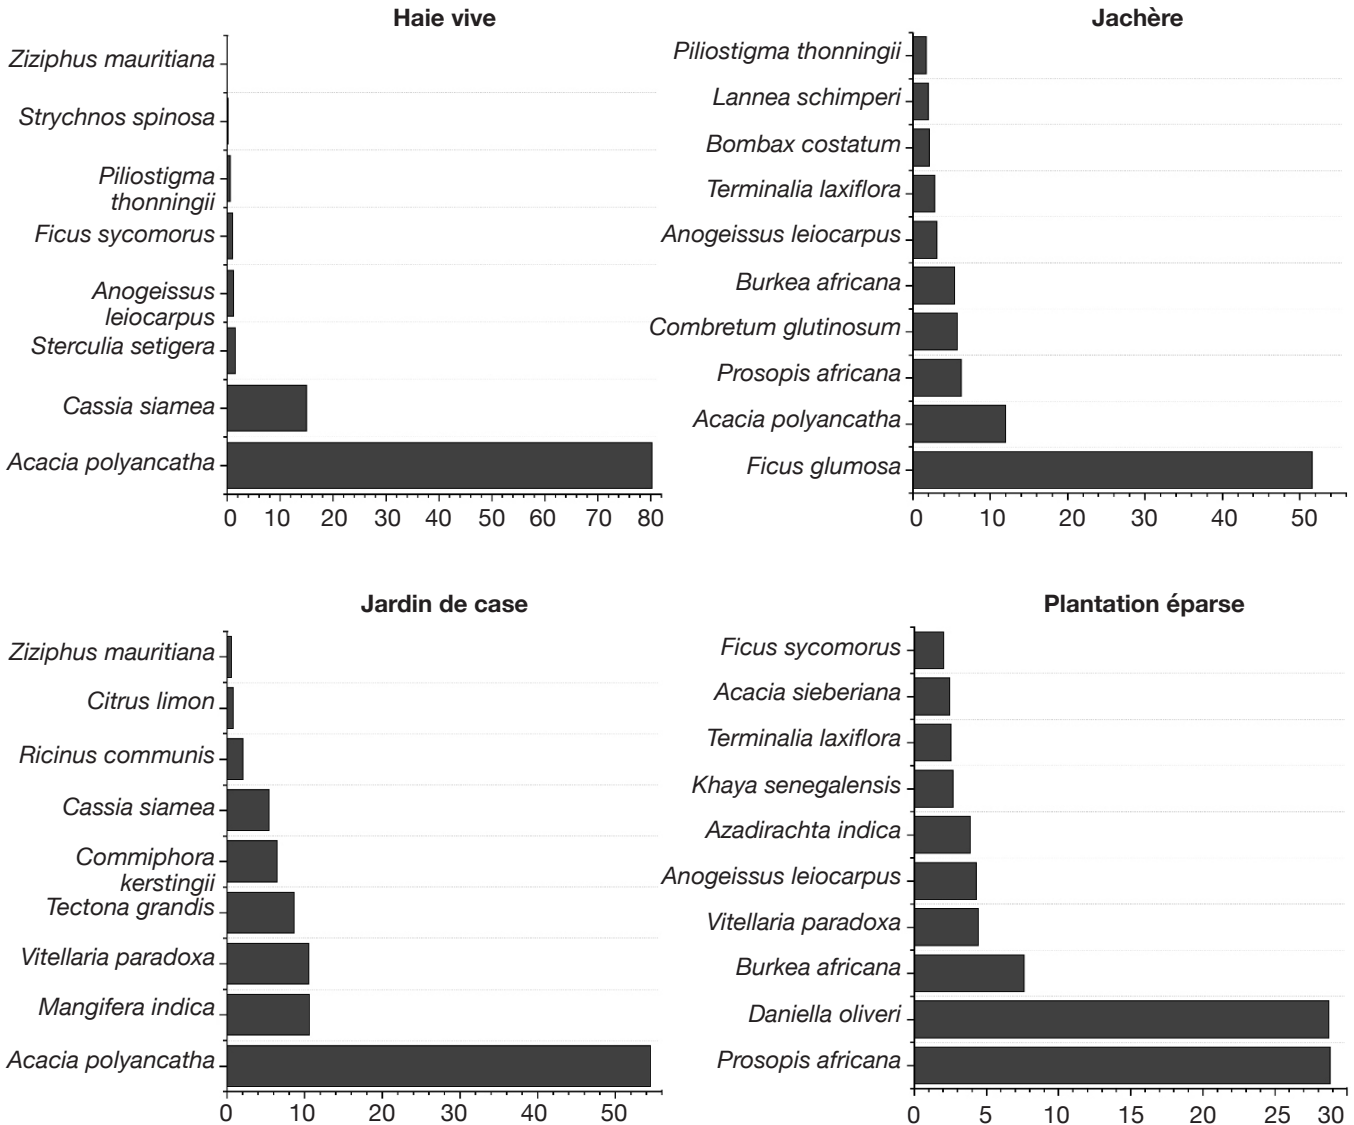 Haie vive
Ziziphus mauritiana
Strychnos spinosa
Piliostigma
thonningii
Ficus sycomorus
Anogeissus
leiocarpus
Sterculia setigera
Cassia siamea
Acacia polyancatha
0 10 20 30 40 50 60 70 80
Jachère
Piliostigma thonningii
Lannea schimperi
Bombax costatum
Terminalia laxiflora
Anogeissus leiocarpus
Burkea africana
Combretum glutinosum
Prosopis africana
Acacia polyancatha
Ficus glumosa
0 10 20 30 40 50
Jardin de case
Ziziphus mauritiana
Citrus limon
Ricinus communis
Cassia siamea
Commiphora
kerstingii
Tectona grandis
Vitellaria paradoxa
Mangifera indica
Acacia polyancatha
0 10 20 30 40 50
Plantation éparse
Ficus sycomorus
Acacia sieberiana
Terminalia laxiflora
Khaya senegalensis
Azadirachta indica
Anogeissus leiocarpus
Vitellaria paradoxa
Burkea africana
Daniella oliveri
Prosopis africana
0 5 10 15 20 25 30